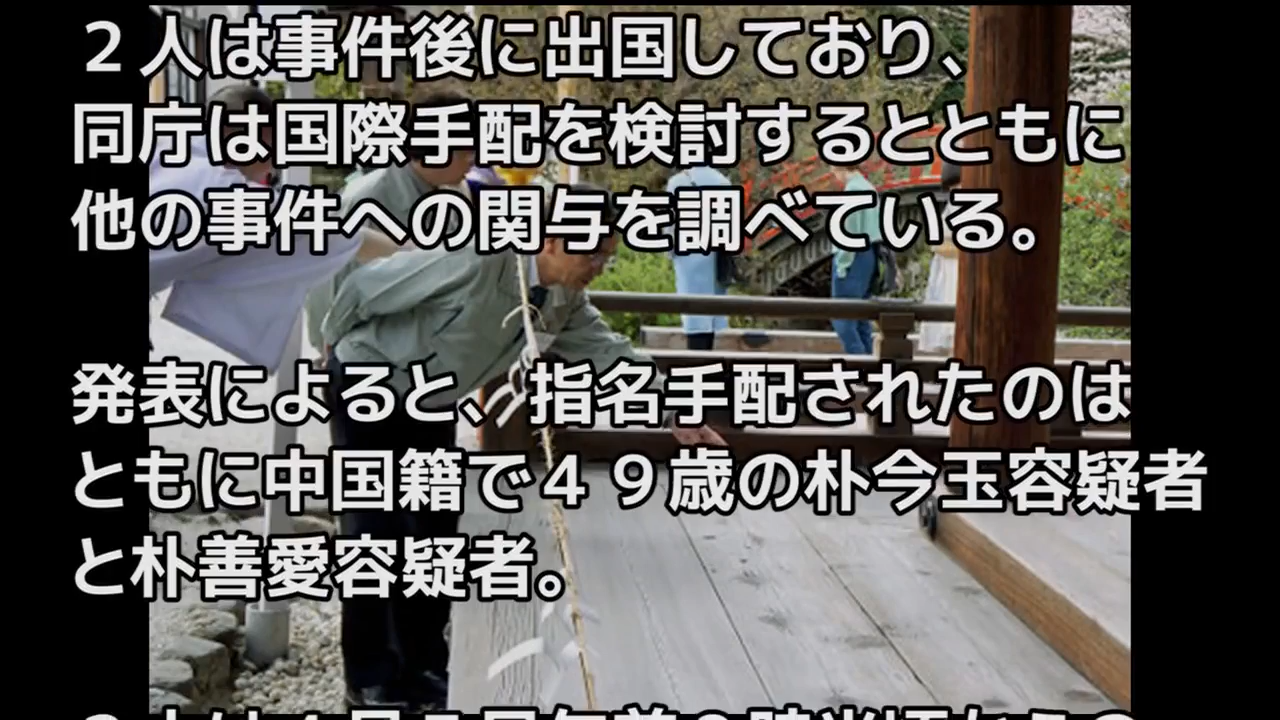 ２人は事件後に出国しており、
同庁は国際手配を検討するとともに
他の事件への関与を調べている。
発表によると、指名手配されたのは
ともに中国籍で４９歳の朴今玉容疑者
と朴善愛容疑者。